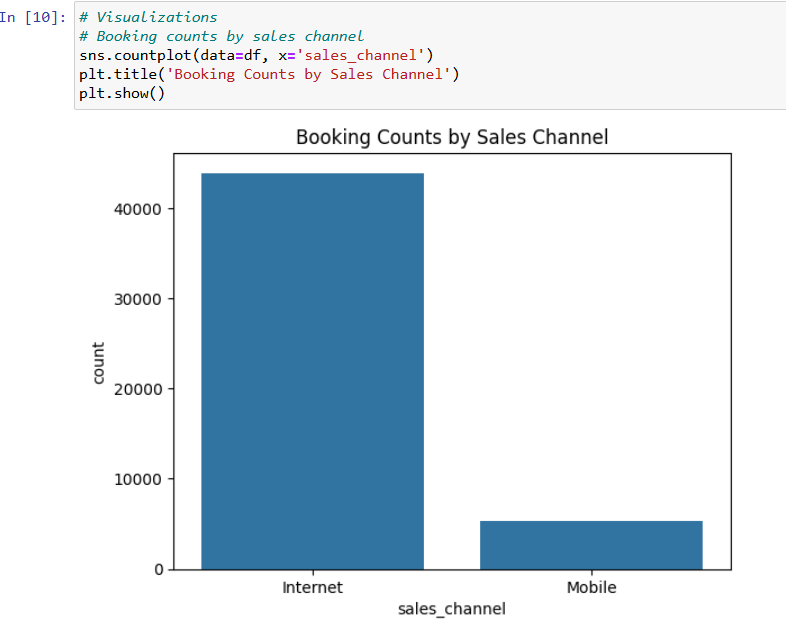 In [10]:
# Visualizations
# Booking counts by sales channel
sns.countplot(data=df, x='sales_channel')
plt.title('Booking Counts by Sales Channel')
plt.show()
Booking Counts by Sales Channel
40000
30000
20000
10000
0
count
Internet
Mobile
sales_channel